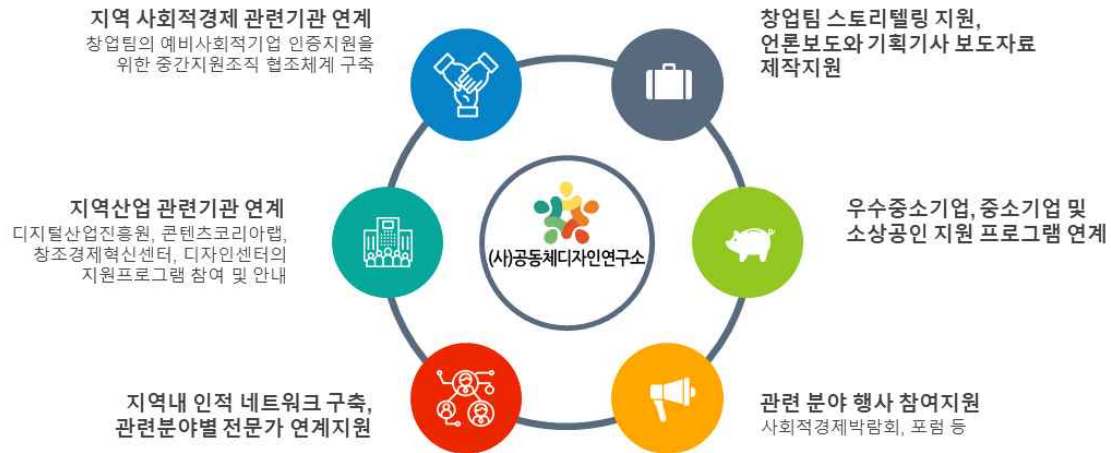 지역 사회적경제 관련기관 연계
창업팀의 예비사회적기업 인증지원을
위한 중간지원조직 협조체계 구축
창업팀 스토리텔링 지원,
언론보도와 기획기사 보도자료
제작지원
지역산업 관련기관 연계
디지털산업진흥원, 콘텐츠코리아랩,
창조경제혁신센터, 디자인센터의
지원프로그램 참여 및 안내
(사)공동체디자인연구소
우수중소기업, 중소기업 및
소상공인 지원 프로그램 연계
지역내 인적 네트워크 구축,
관련분야별 전문가 연계지원
관련 분야 행사 참여지원
사회적경제박람회, 포럼 등